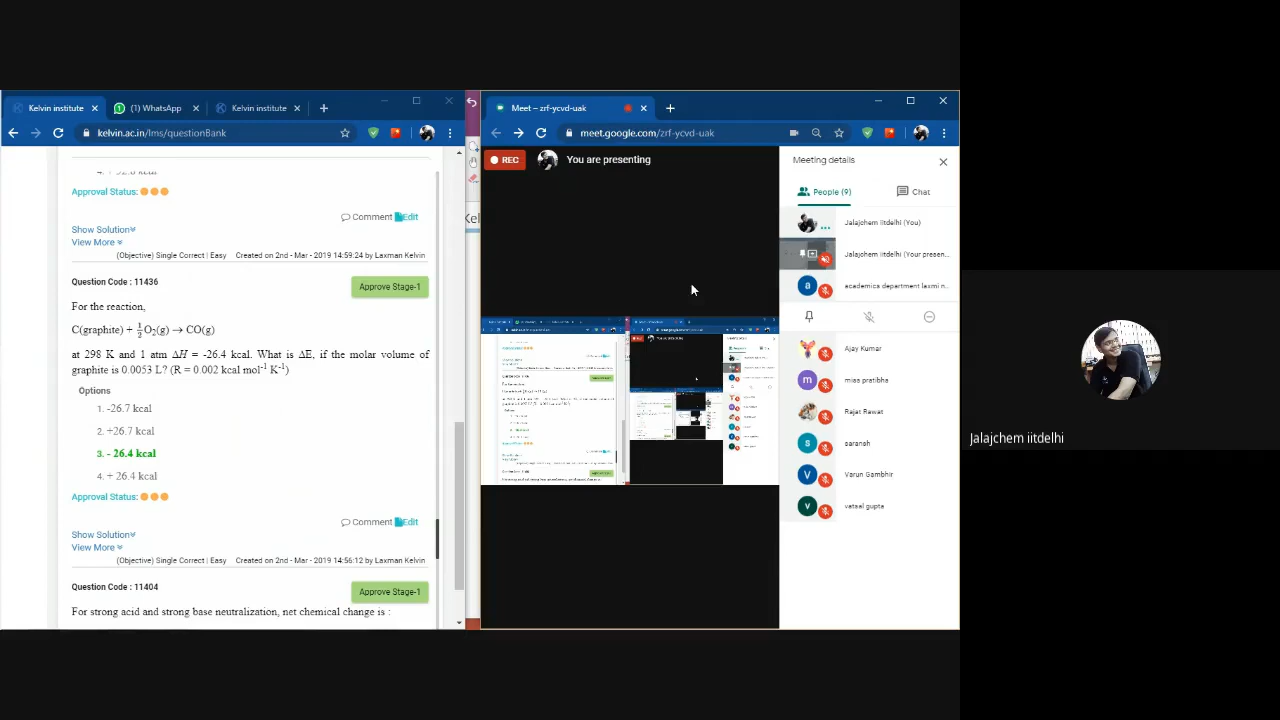 Kelvin institute
(1) WhatsApp
Kelvin institute
kelvin.ac.in/lms/questionBank
Approval Status:
Comment Edit
Show Solution
View More
(Objective) Single Correct | Easy Created on 2nd - Mar - 2019 14:59:24 by Laxman Kelvin
Question Code : 11436
Approve Stage-1
For the reaction,
C(graphite) + ½O₂(g) → CO(g)
at 298 K and 1 atm ΔH = -26.4 kcal. What is ΔE, if the molar volume of
graphite is 0.0053 L? (R = 0.002 kcal mol⁻¹ K⁻¹)
Options
1. -26.7 kcal
2. +26.7 kcal
3. - 26.4 kcal
4. + 26.4 kcal
Approval Status:
Comment Edit
Show Solution
View More
(Objective) Single Correct | Easy Created on 2nd - Mar - 2019 14:56:12 by Laxman Kelvin
Question Code : 11404
Approve Stage-1
For strong acid and strong base neutralization, net chemical change is :
Kel
Meet – zrf-ycvd-uak
meet.google.com/zrf-ycvd-uak
REC
You are presenting
Meeting details
People (9)
Chat
Jalajchem iitdelhi (You)
Jalajchem iitdelhi (Your presen...
a
academica department laxmi n...
Ajay Kumar
m
miss pratibha
Rajat Rawat
s
saransh
V
Varun Gambhir
v
vatsal gupta
Jalajchem iitdelhi